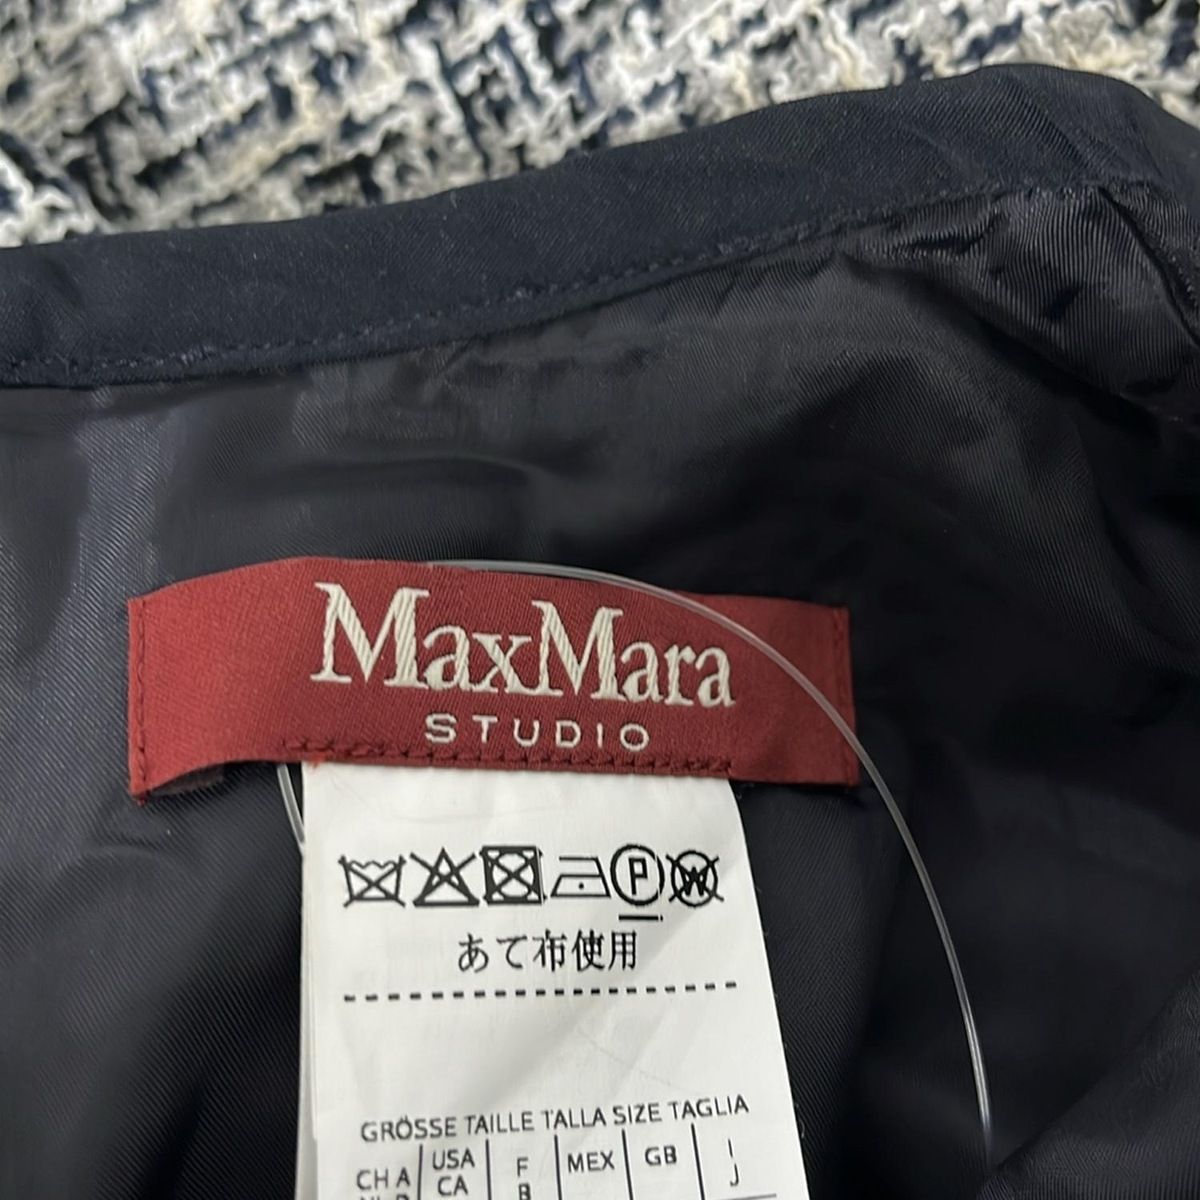 MaxMara
STUDIO
P W
あて布使用
GRÖSSE TAILLE TALLA SIZE TAGLIA
CH A USA F MEX GB I
CA B J